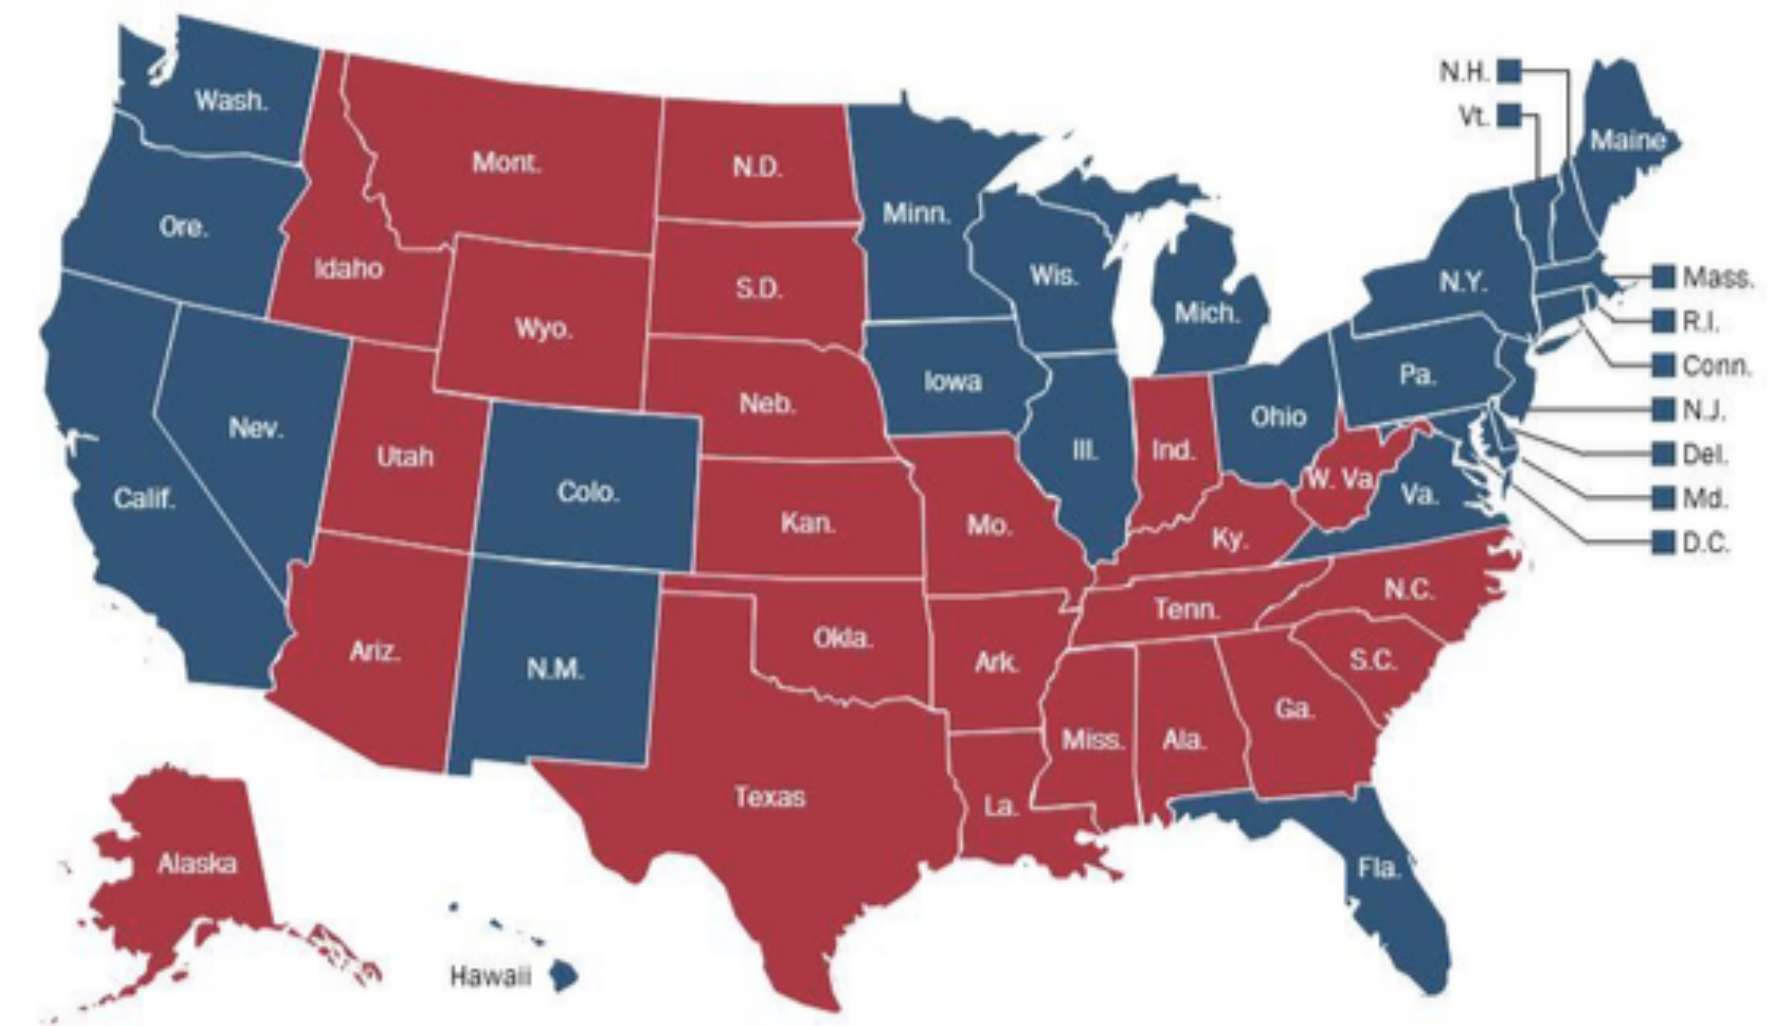 N.H.
Vt.
Maine
Wash.
Mont.
N.D.
Minn.
Ore.
Idaho
S.D.
Wis.
N.Y.
Mass.
Mich.
R.I.
Wyo.
Conn.
Pa.
Iowa
Neb.
N.J.
Ohio
Nev.
Utah
Ill.
Ind.
Del.
W. Va.
Colo.
Va.
Md.
Calif.
Kan.
Mo.
Ky.
D.C.
N.C.
Tenn.
Okla.
Ariz.
N.M.
Ark.
S.C.
Ga.
Miss.
Ala.
Texas
La.
Alaska
Fla.
Hawaii